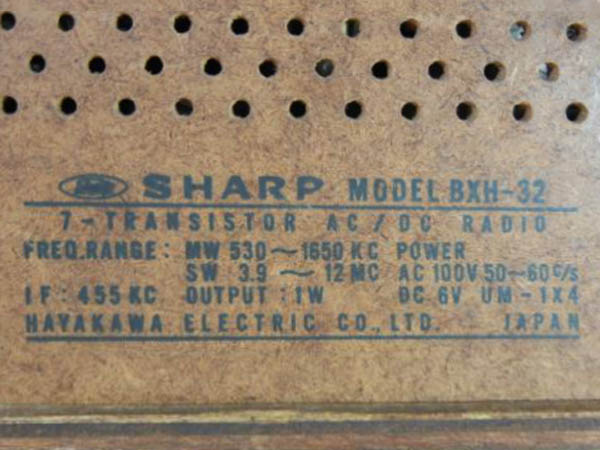 SHARP MODEL BXH-32
7-TRANSISTOR AC/DC RADIO
FREQ.RANGE: MW 530~1650 KC POWER
SW 3.9 ~ 12 MC AC 100V 50~60 c/s
IF: 455 KC OUTPUT: 1W DC 6V UM-1X4
HAYAKAWA ELECTRIC CO., LTD. JAPAN